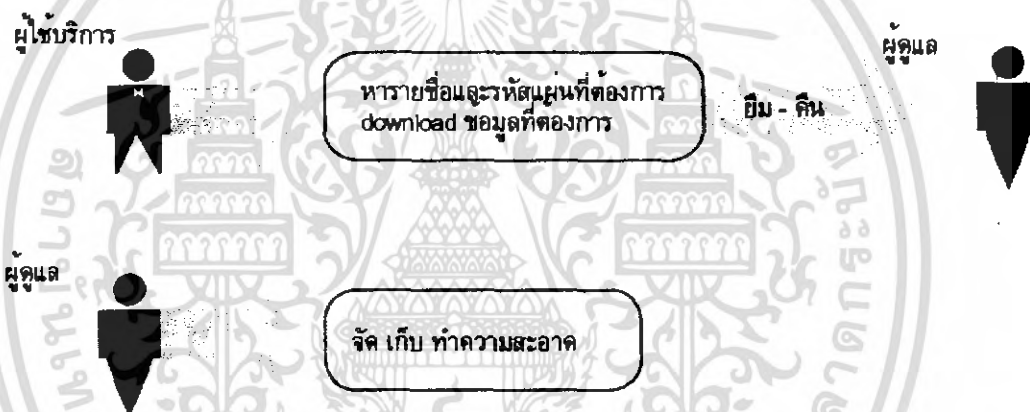 ผู้ใช้บริการ
ผู้ดูแล
หารายชื่อและรหัสแผ่นที่ต้องการ
download ข้อมูลที่ต้องการ
ยืม - คืน
ผู้ดูแล
จัด เก็บ ทำความสะอาด